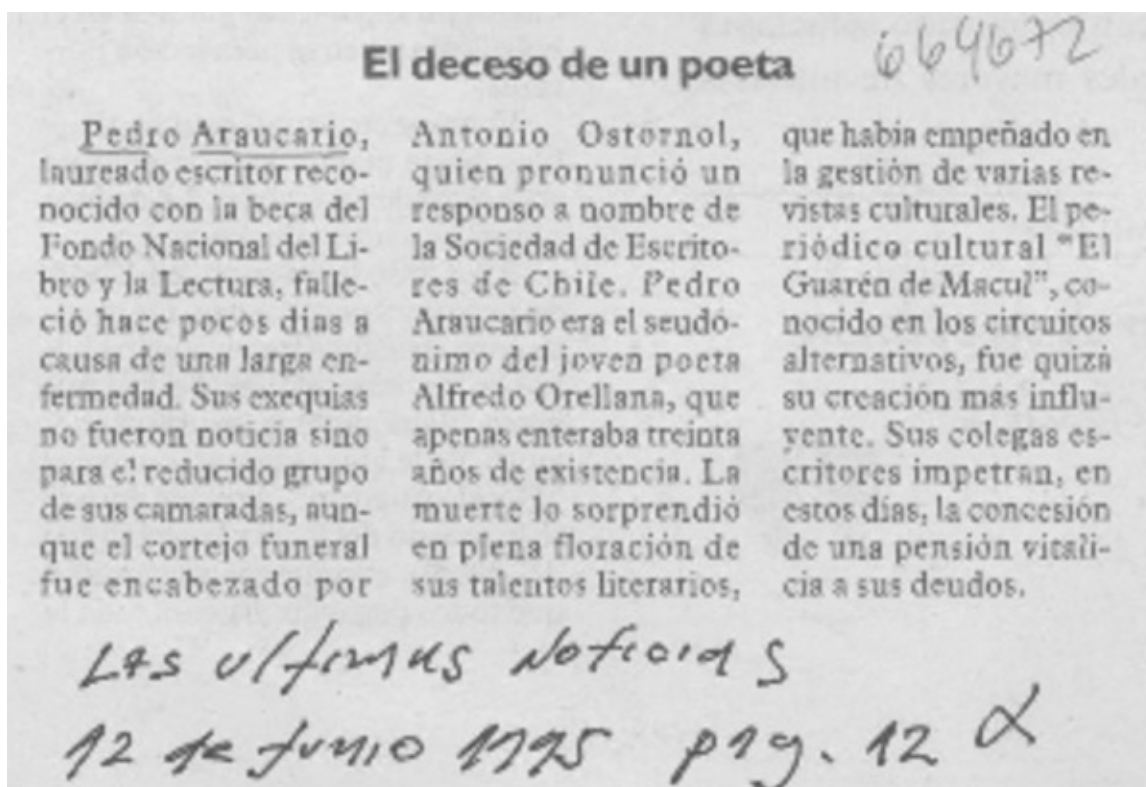 El deceso de un poeta
664672
Pedro Araucario,
laureado escritor reco-
nocido con la beca del
Fondo Nacional del Li-
bro y la Lectura, falle-
ció hace pocos días a
causa de una larga en-
fermedad. Sus exequias
no fueron noticia sino
para el reducido grupo
de sus camaradas, aun-
que el cortejo funeral
fue encabezado por
Antonio Ostornol,
quien pronunció un
responso a nombre de
la Sociedad de Escrito-
res de Chile. Pedro
Araucario era el seudó-
nimo del joven poeta
Alfredo Orellana, que
apenas enteraba treinta
años de existencia. La
muerte lo sorprendió
en plena floración de
sus talentos literarios,
que había empeñado en
la gestión de varias re-
vistas culturales. El pe-
riódico cultural "El
Guarén de Macul", co-
nocido en los circuitos
alternativos, fue quizá
su creación más influ-
yente. Sus colegas es-
critores impetran, en
estos días, la concesión
de una pensión vitali-
cia a sus deudos.
Las últimas Noticias
12 de Junio 1995 pág. 12 α